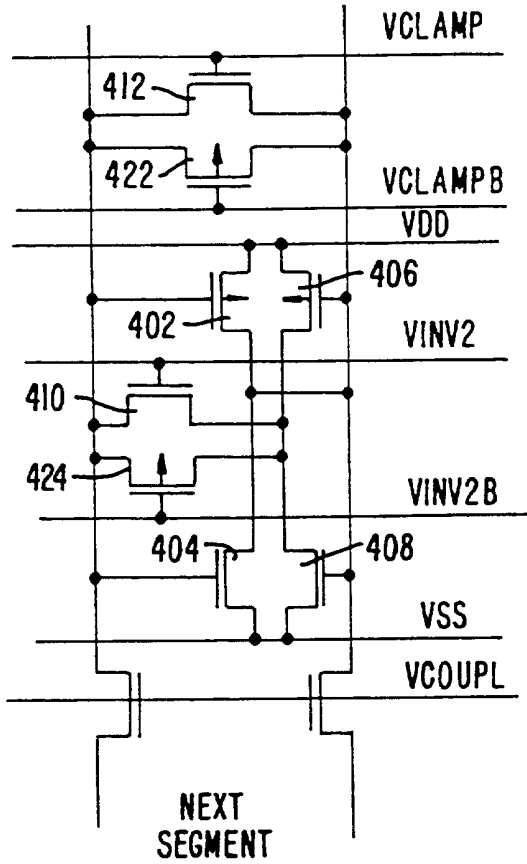 VCLAMP
412
422
VCLAMPB
VDD
406
402
VINV2
410
424
VINV2B
404
408
VSS
VCOUPL
NEXT
SEGMENT